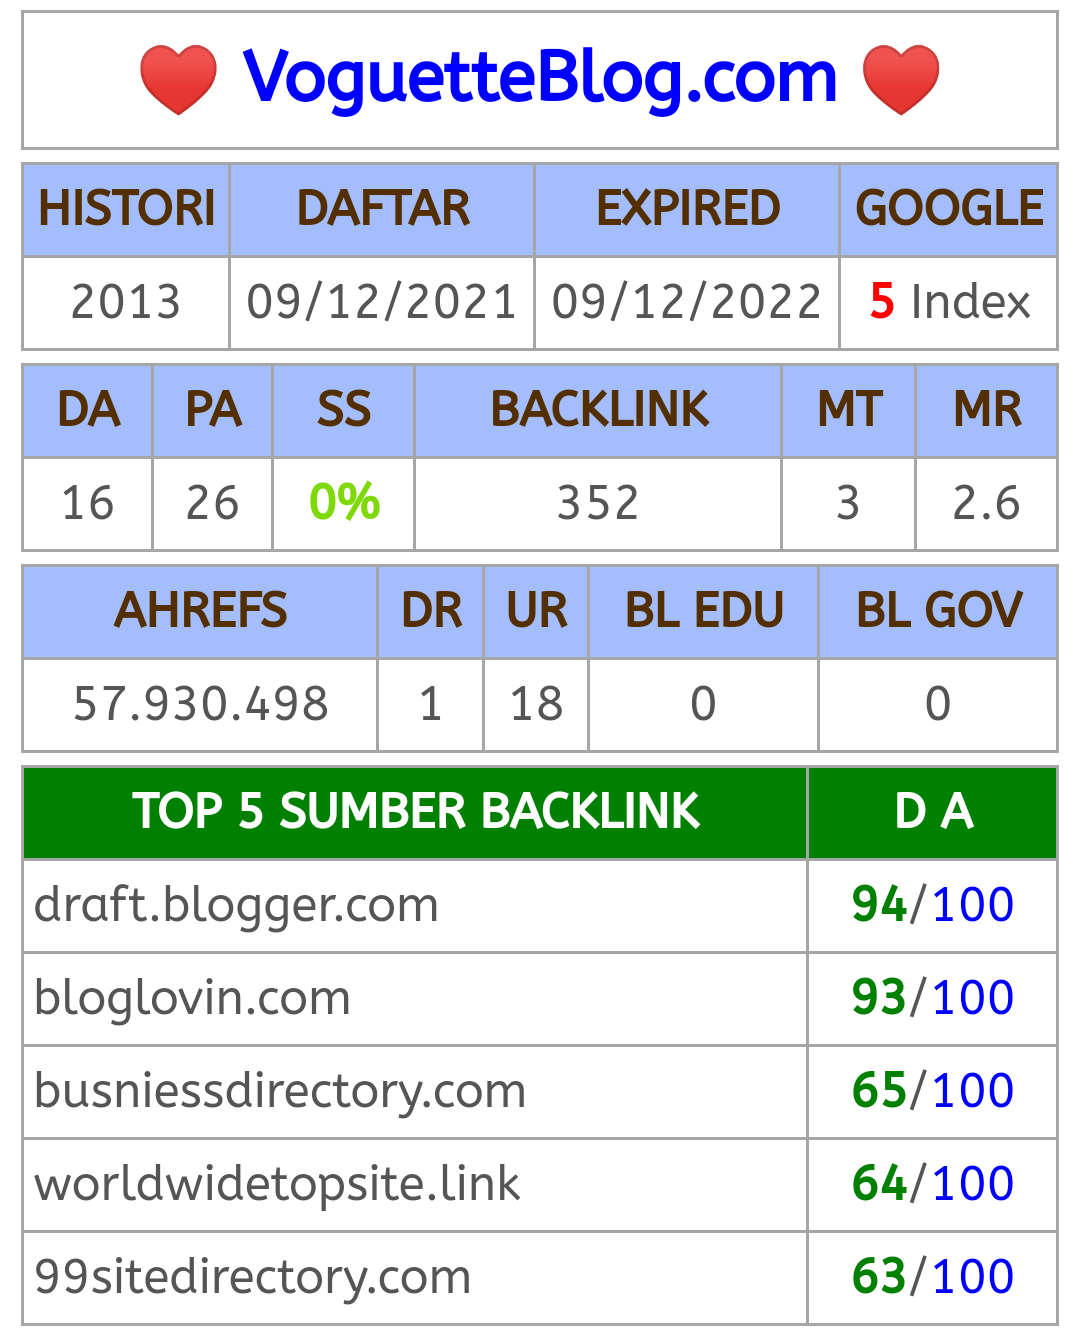 ❤️ VoguetteBlog.com ❤️
HISTORI DAFTAR EXPIRED GOOGLE
2013 09/12/2021 09/12/2022 5 Index
DA PA SS BACKLINK MT MR
16 26 0% 352 3 2.6
AHREFS DR UR BL EDU BL GOV
57.930.498 1 18 0 0
TOP 5 SUMBER BACKLINK D A
draft.blogger.com 94/100
bloglovin.com 93/100
busniessdirectory.com 65/100
worldwidetopsite.link 64/100
99sitedirectory.com 63/100